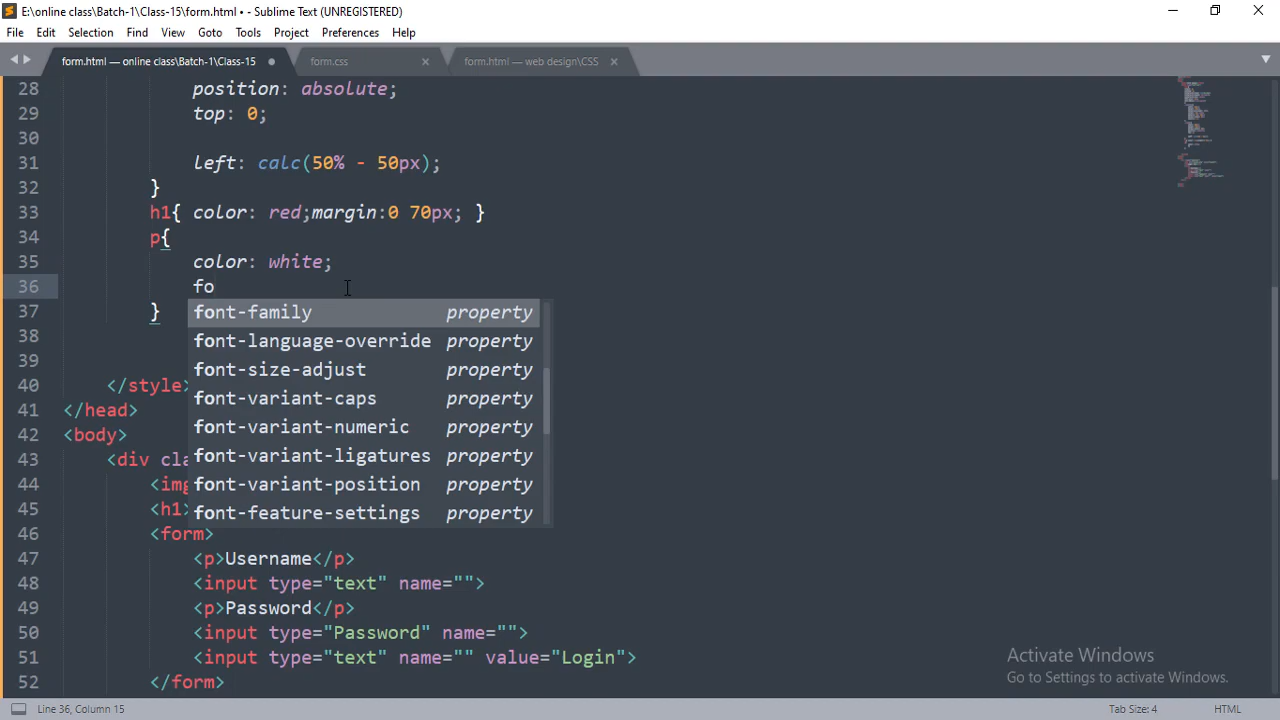 E:\online class\Batch-1\Class-15\form.html • - Sublime Text (UNREGISTERED)
File Edit Selection Find View Goto Tools Project Preferences Help
form.html — online class\Batch-1\Class-15 form.css form.html — web design\CSS
28 position: absolute;
29 top: 0;
30
31 left: calc(50% - 50px);
32 }
33 h1{ color: red;margin:0 70px; }
34 p{
35 color: white;
36 fo
font-family property
37 }
font-language-override property
38
font-size-adjust property
39
40 </style>
font-variant-caps property
41 </head>
font-variant-numeric property
42 <body>
font-variant-ligatures property
43 <div cla
font-variant-position property
44 <img
font-feature-settings property
45 <h1>
46 <form>
47 <p>Username</p>
48 <input type="text" name="">
49 <p>Password</p>
50 <input type="Password" name="">
51 <input type="text" name="" value="Login">
52 </form>
Activate Windows
Go to Settings to activate Windows.
Line 36, Column 15 Tab Size: 4 HTML